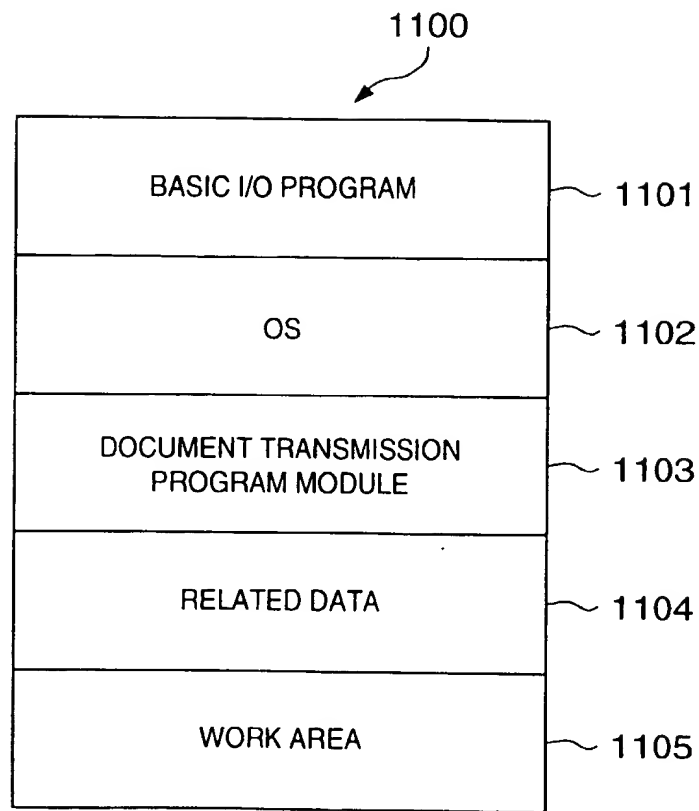 1100
BASIC I/O PROGRAM
1101
OS
1102
DOCUMENT TRANSMISSION
PROGRAM MODULE
1103
RELATED DATA
1104
WORK AREA
1105